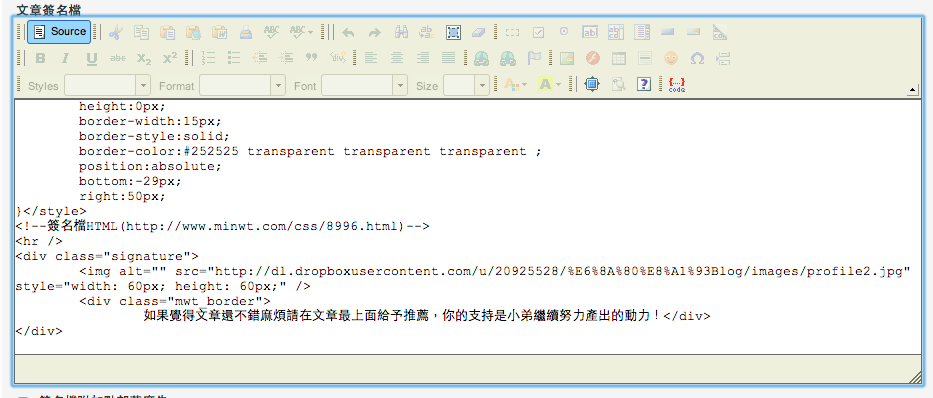 文章簽名檔
Source
Styles Format Font Size
height:0px;
border-width:15px;
border-style:solid;
border-color:#252525 transparent transparent transparent ;
position:absolute;
bottom:-29px;
right:50px;
}</style>
<!--簽名檔HTML(http://www.minwt.com/css/8996.html)-->
<hr />
<div class="signature">
<img alt="" src="http://dl.dropboxusercontent.com/u/20925528/%E6%8A%80%E8%A1%93Blog/images/profile2.jpg"
style="width: 60px; height: 60px;" />
<div class="mwt_border">
如果覺得文章還不錯麻煩請在文章最上面給予推薦，你的支持是小弟繼續努力產出的動力！</div>
</div>